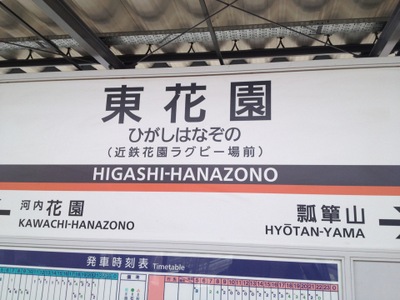 東花園
ひがしはなぞの
(近鉄花園ラグビー場前)
HIGASHI-HANAZONO
河内花園
KAWACHI-HANAZONO
瓢簞山
HYŌTAN-YAMA
発車時刻表 Timetable